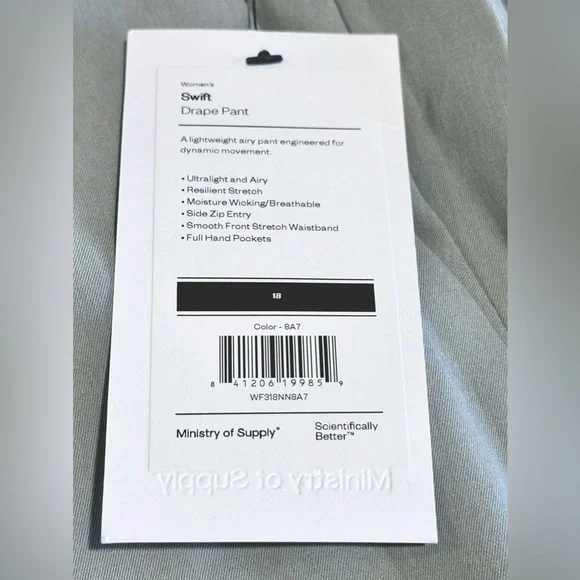 Women's
Swift
Drape Pant
A lightweight airy pant engineered for
dynamic movement.
• Ultralight and Airy
• Resilient Stretch
• Moisture Wicking/Breathable
• Side Zip Entry
• Smooth Front Stretch Waistband
• Full Hand Pockets
18
Color - 8A7
8 41206 19985 9
WF318NN8A7
Ministry of Supply™ Scientifically
Better™
Ministry of Supply